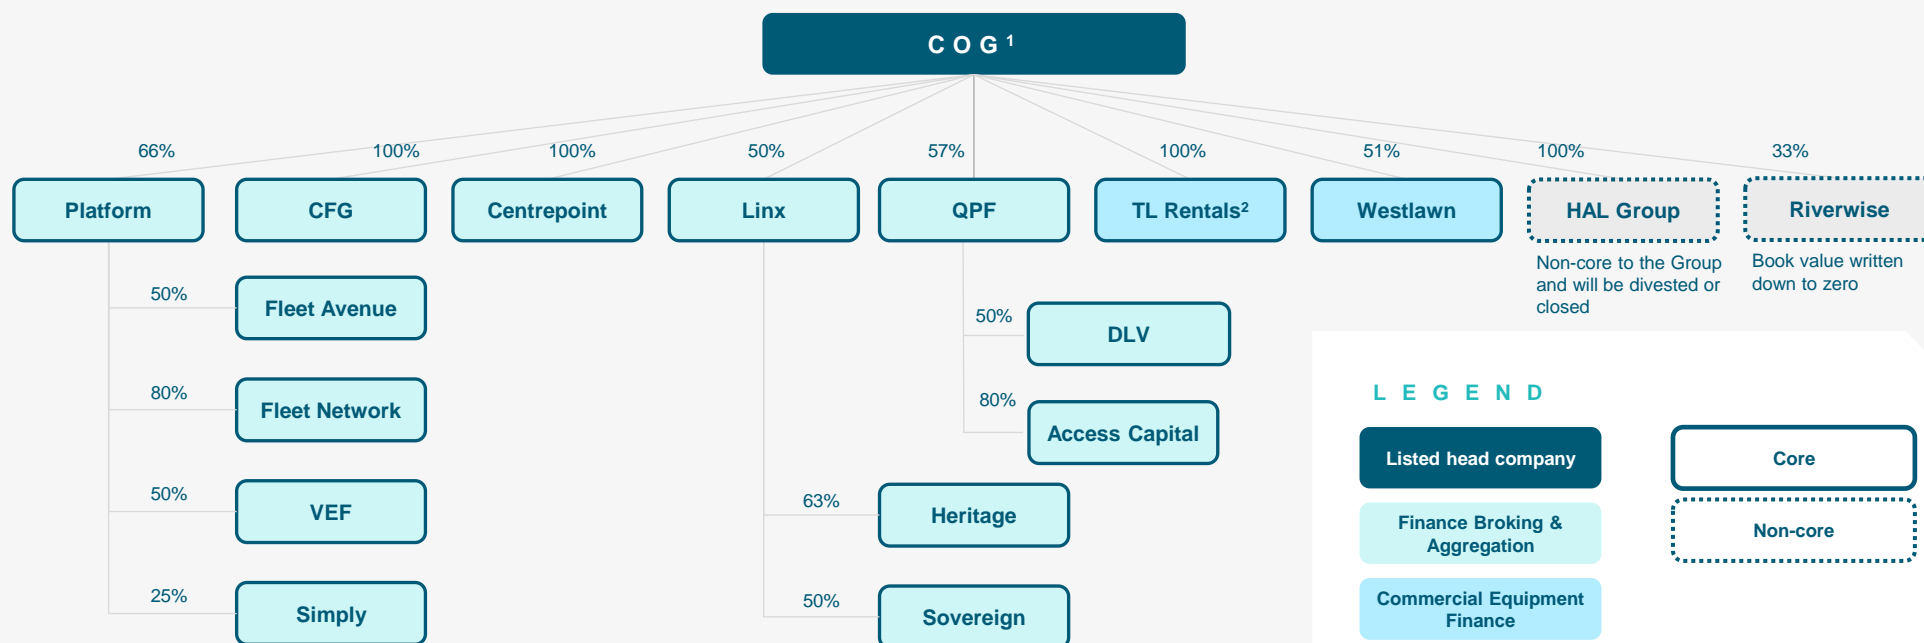 COG¹
66%
100%
100%
50%
57%
100%
51%
100%
33%
Platform
CFG
Centrepoint
Linx
QPF
TL Rentals²
Westlawn
HAL Group
Riverwise
Non-core to the Group
and will be divested or
closed
Book value written
down to zero
50%
Fleet Avenue
80%
Fleet Network
50%
VEF
25%
Simply
50%
DLV
80%
Access Capital
63%
Heritage
50%
Sovereign
LEGEND
Listed head company
Core
Finance Broking &
Aggregation
Non-core
Commercial Equipment
Finance